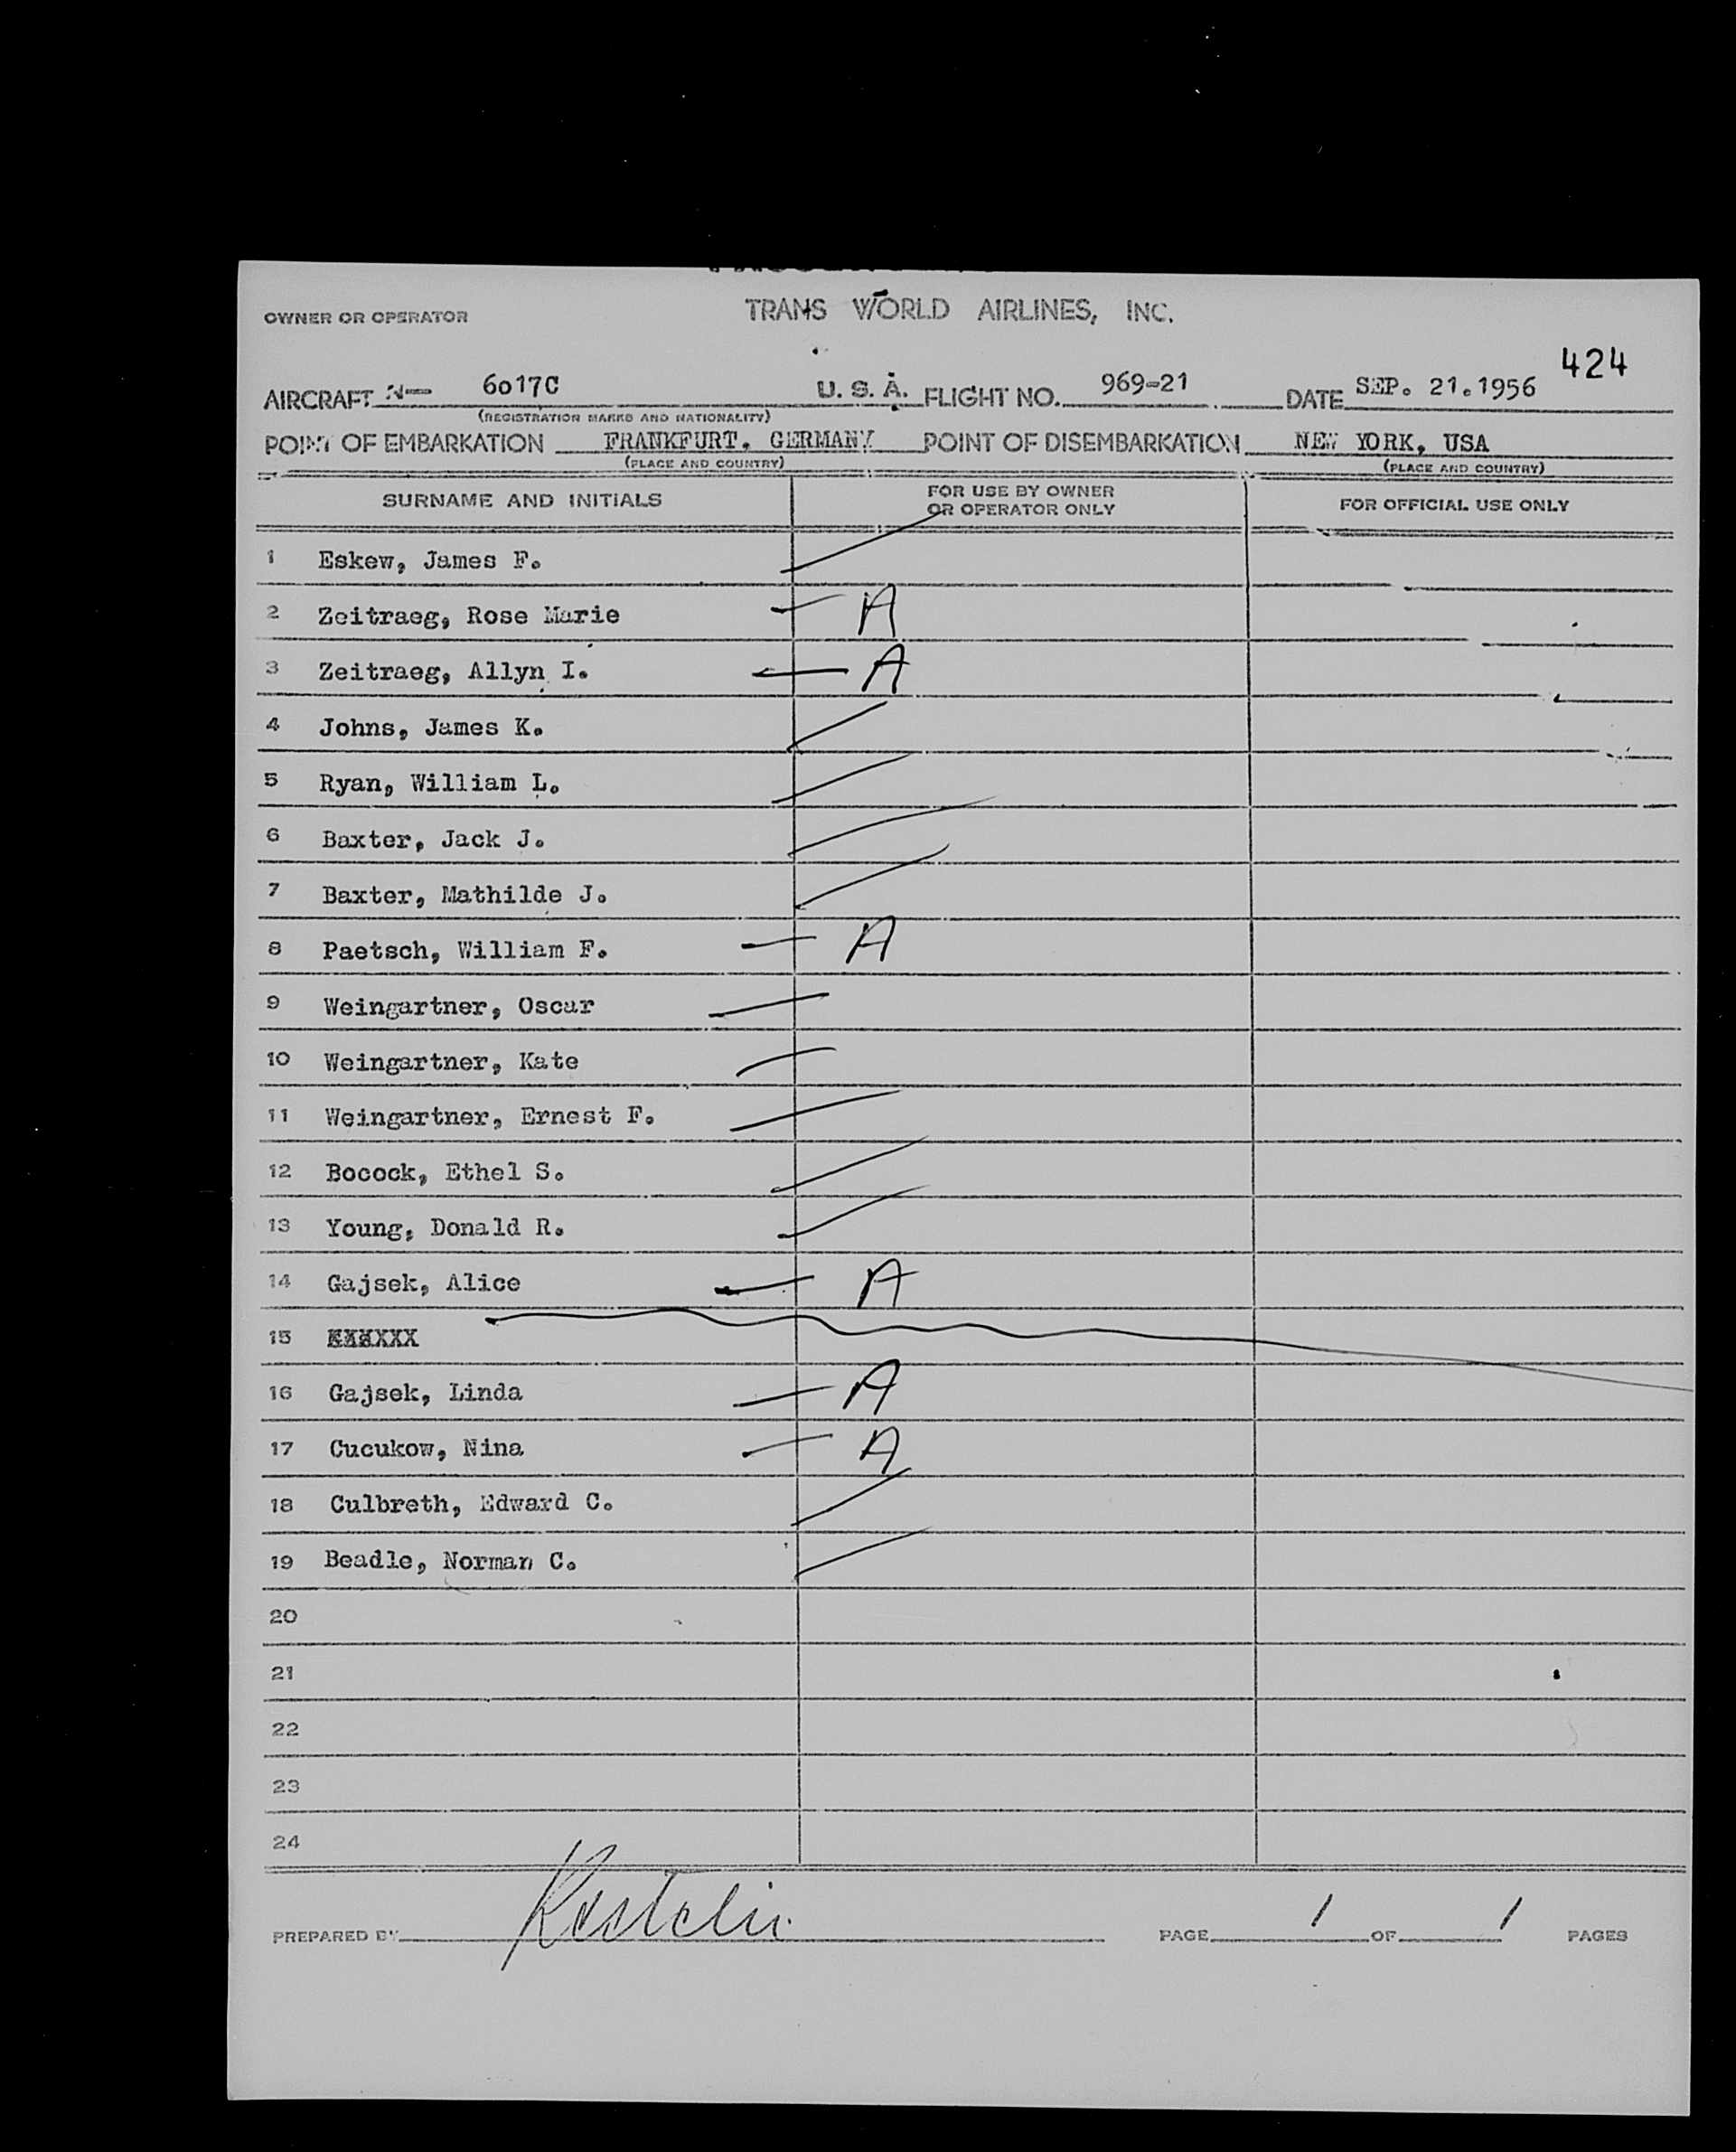 OWNER OR OPERATOR TRANS WORLD AIRLINES, INC.
424
AIRCRAFT N— 6o17C U. S. A. FLIGHT NO. 969-21 DATE SEP. 21.1956
(REGISTRATION MARKS AND NATIONALITY)
POINT OF EMBARKATION FRANKFURT, GERMANY POINT OF DISEMBARKATION NEW YORK, USA
(PLACE AND COUNTRY) (PLACE AND COUNTRY)
SURNAME AND INITIALS FOR USE BY OWNER OR OPERATOR ONLY FOR OFFICIAL USE ONLY
1 Eskew, James F.
2 Zeitraeg, Rose Marie A
3 Zeitraeg, Allyn I. A
4 Johns, James K.
5 Ryan, William L.
6 Baxter, Jack J.
7 Baxter, Mathilde J.
8 Paetsch, William F. A
9 Weingartner, Oscar
10 Weingartner, Kate
11 Weingartner, Ernest F.
12 Bocock, Ethel S.
13 Young, Donald R.
14 Gajsek, Alice A
15 XXXXXX
16 Gajsek, Linda A
17 Cucukow, Nina A
18 Culbreth, Edward C.
19 Beadle, Norman C.
20
21
22
23
24
PREPARED BY PAGE 1 OF 1 PAGES